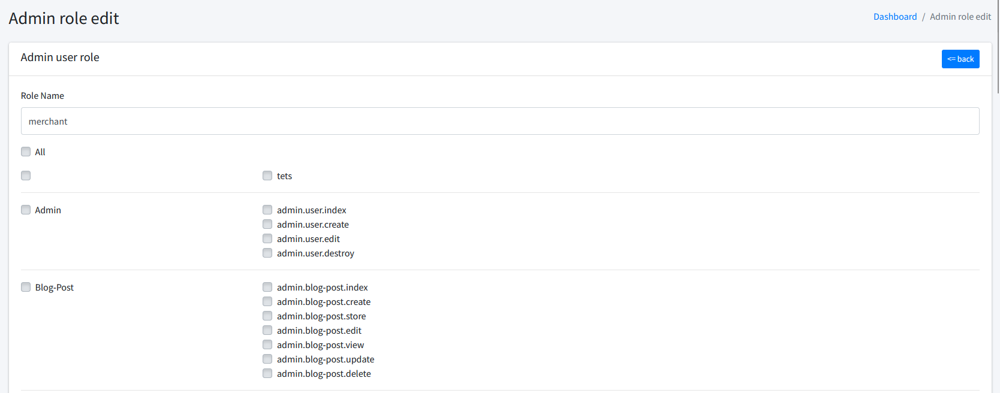 Admin role edit
Dashboard / Admin role edit
Admin user role
<= back
Role Name
merchant
All
tets
Admin
admin.user.index
admin.user.create
admin.user.edit
admin.user.destroy
Blog-Post
admin.blog-post.index
admin.blog-post.create
admin.blog-post.store
admin.blog-post.edit
admin.blog-post.view
admin.blog-post.update
admin.blog-post.delete